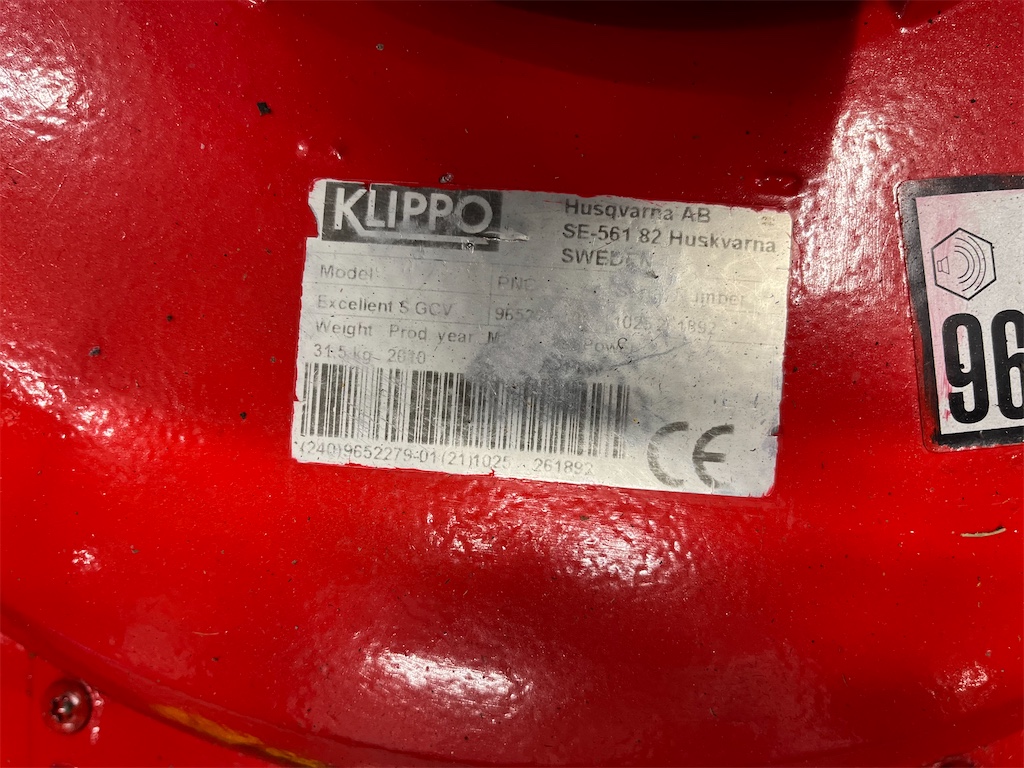 KLIPPO
Husqvarna AB
SE-561 82 Huskvarna
SWEDEN
Model PNC
Excellent S GCV
Weight Prod year
31.5 kg 2010
(240)9652279-01(21)1025 261892
CE
96